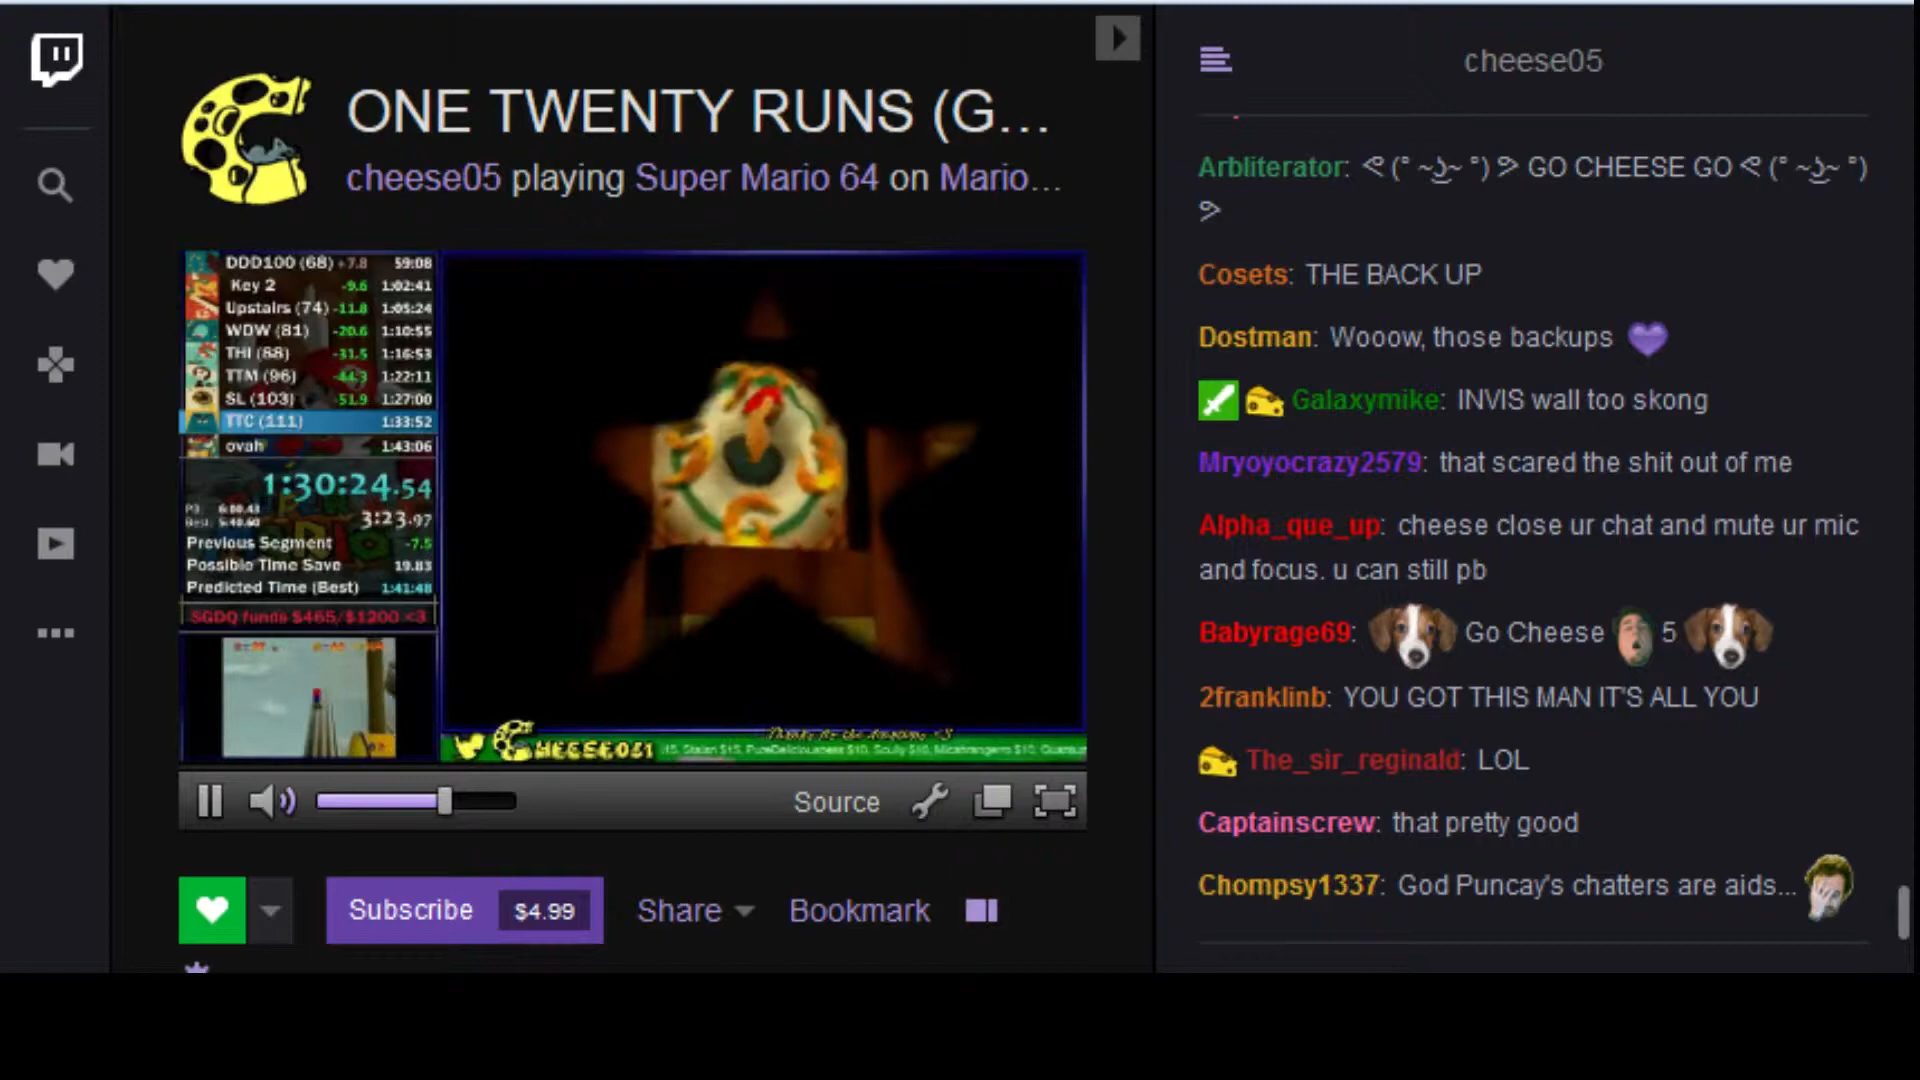 ONE TWENTY RUNS (G...
cheese05 playing Super Mario 64 on Mario...
DDD100 (68) +7.8 59:08
Key 2 -9.6 1:02:41
Upstairs (74) -11.8 1:05:24
WDW (81) -20.6 1:10:55
THI (88) -31.5 1:16:53
TTM (96) -44.3 1:22:11
SL (103) -51.9 1:27:00
TTC (111) 1:33:52
ovah 1:43:06
1:30:24.54
3:23.97
Previous Segment -7.5
Possible Time Save 19.83
Predicted Time (Best) 1:41:48
SGDQ funds $465/$1200 <3
Source
Subscribe $4.99 Share Bookmark
cheese05
Arbliterator: GO CHEESE GO
Cosets: THE BACK UP
Dostman: Wooow, those backups
Galaxymike: INVIS wall too skong
Mryoyocrazy2579: that scared the shit out of me
Alpha_que_up: cheese close ur chat and mute ur mic
and focus. u can still pb
Babyrage69: Go Cheese 5
2franklinb: YOU GOT THIS MAN IT'S ALL YOU
The_sir_reginald: LOL
Captainscrew: that pretty good
Chompsy1337: God Puncay's chatters are aids...